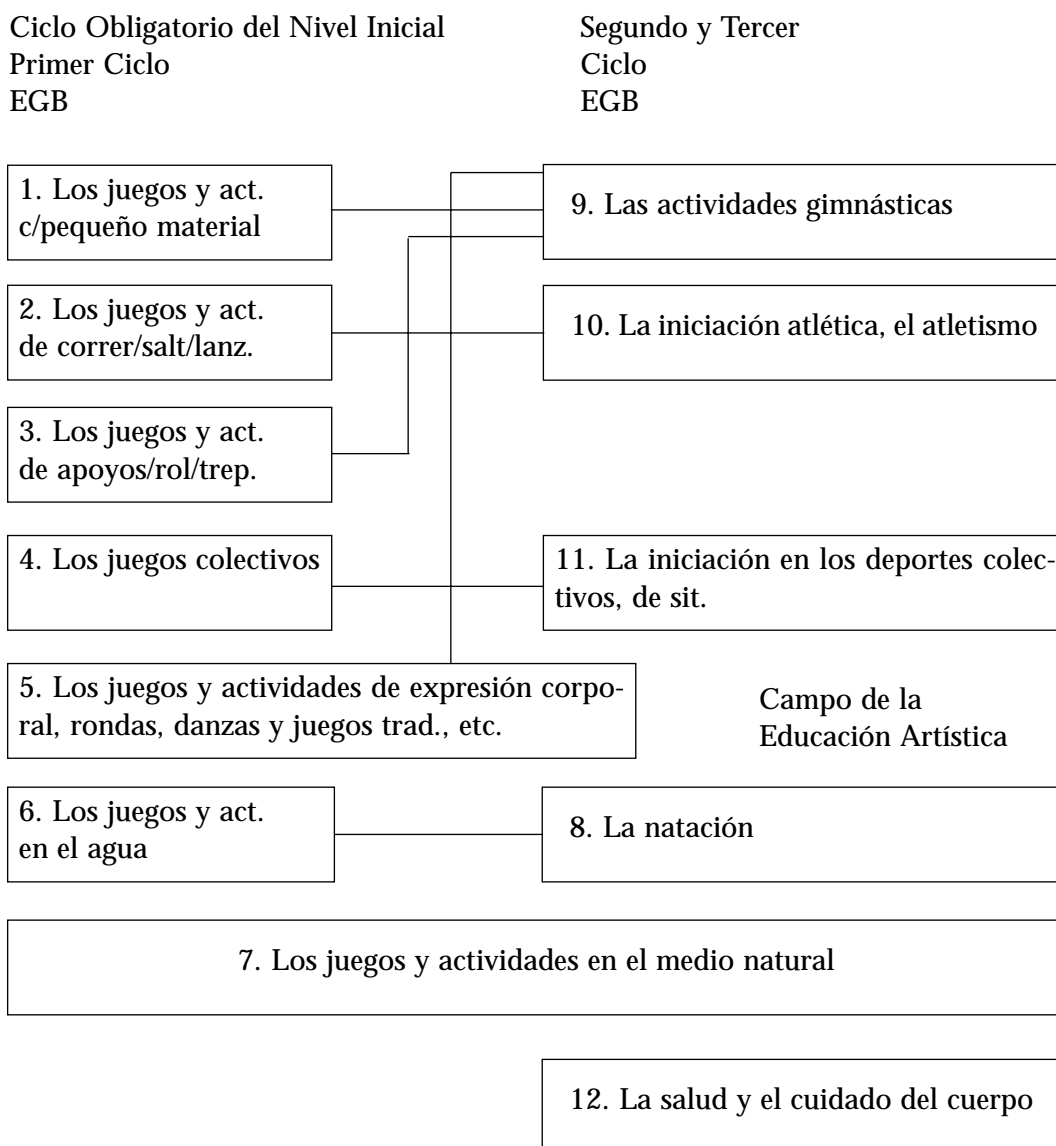 Ciclo Obligatorio del Nivel Inicial
Primer Ciclo
EGB
Segundo y Tercer
Ciclo
EGB
1. Los juegos y act.
c/pequeño material
9. Las actividades gimnásticas
2. Los juegos y act.
de correr/salt/lanz.
10. La iniciación atlética, el atletismo
3. Los juegos y act.
de apoyos/rol/trep.
4. Los juegos colectivos
11. La iniciación en los deportes colec-
tivos, de sit.
5. Los juegos y actividades de expresión corpo-
ral, rondas, danzas y juegos trad., etc.
Campo de la
Educación Artística
6. Los juegos y act.
en el agua
8. La natación
7. Los juegos y actividades en el medio natural
12. La salud y el cuidado del cuerpo